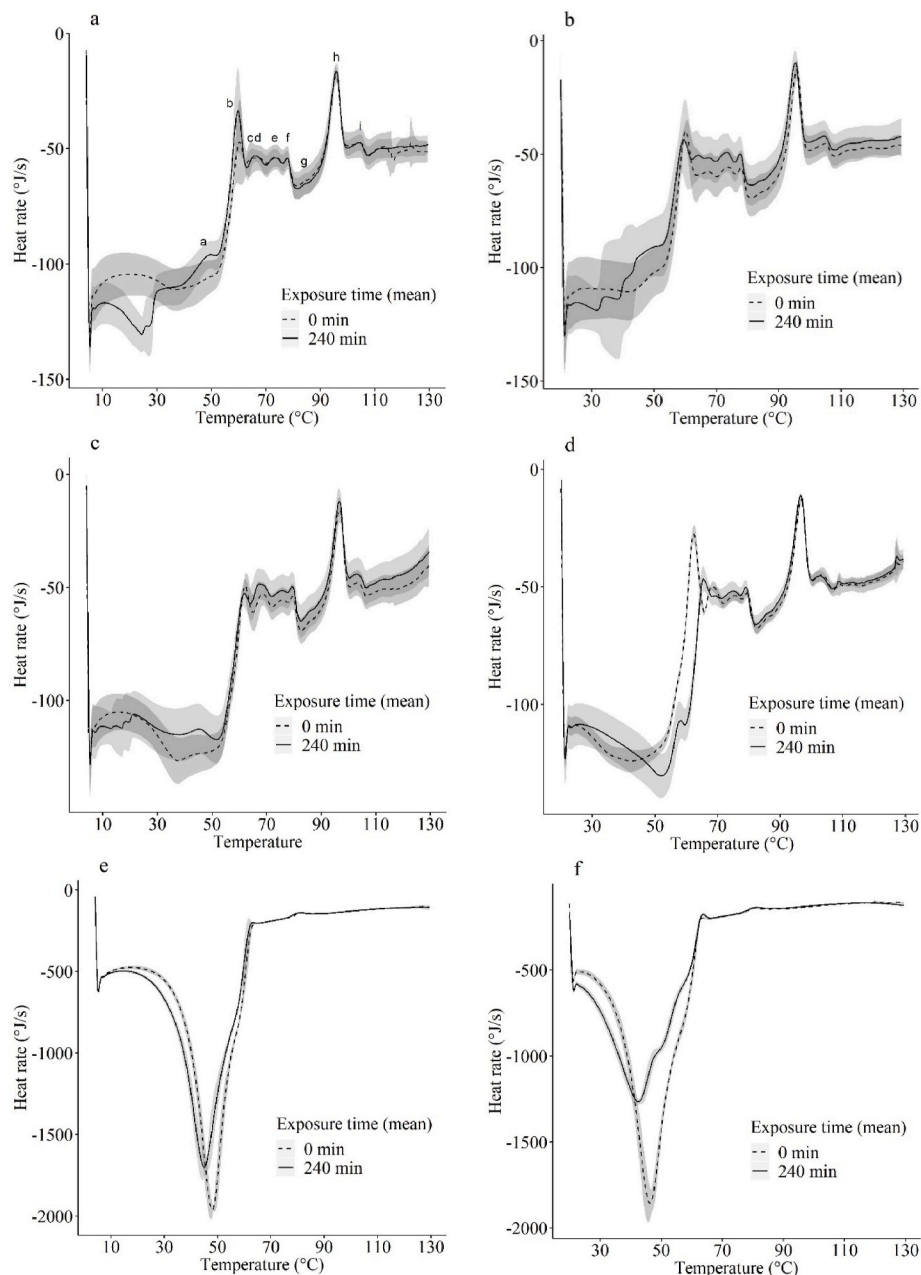 a
0
-50
-100
-150
Heat rate (°J/s)
h
b
cd
e
f
g
i
a
Exposure time (mean)
0 min
240 min
10
30
50
70
90
110
130
Temperature (°C)
b
0
-50
-100
-150
Heat rate (°J/s)
Exposure time (mean)
0 min
240 min
30
50
70
90
110
130
Temperature (°C)
c
0
-50
-100
Heat rate (°J/s)
Exposure time (mean)
0 min
240 min
10
30
50
70
90
110
130
Temperature
d
0
-50
-100
Heat rate (°J/s)
Exposure time (mean)
0 min
240 min
30
50
70
90
110
130
Temperature (°C)
e
0
-500
-1000
-1500
-2000
Heat rate (°J/s)
Exposure time (mean)
0 min
240 min
10
30
50
70
90
110
130
Temperature (°C)
f
-500
-1000
-1500
-2000
Heat rate (°J/s)
Exposure time (mean)
0 min
240 min
30
50
70
90
110
130
Temperature (°C)